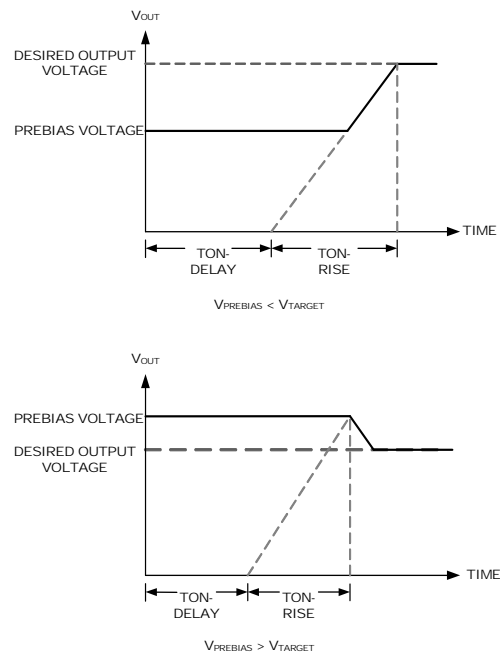 VOUT
DESIRED OUTPUT
VOLTAGE
PREBIAS VOLTAGE
TIME
TON-
DELAY
TON-
RISE
VPREBIAS < VTARGET
VOUT
PREBIAS VOLTAGE
DESIRED OUTPUT
VOLTAGE
TIME
TON-
DELAY
TON-
RISE
VPREBIAS > VTARGET